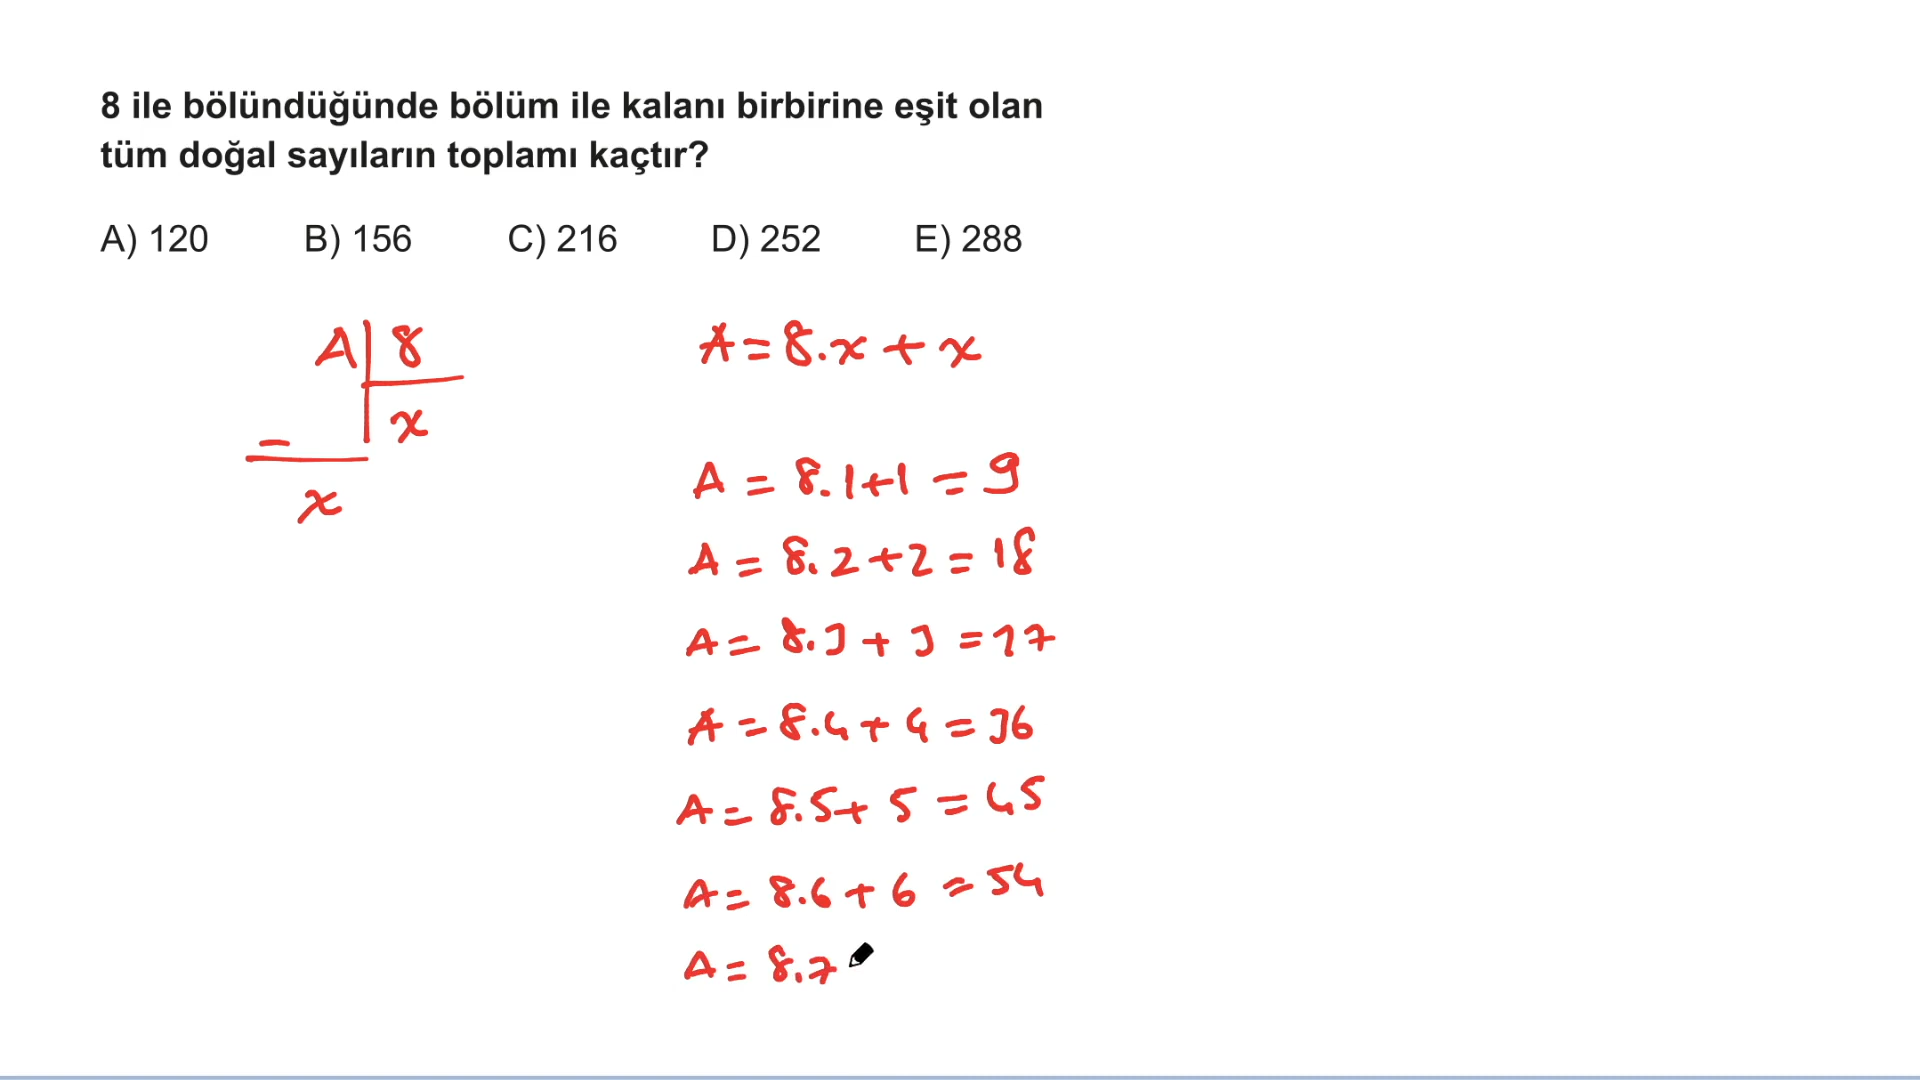 8 ile bölündüğünde bölüm ile kalanı birbirine eşit olan
tüm doğal sayıların toplamı kaçtır?
A) 120 B) 156 C) 216 D) 252 E) 288
A 8 A=8.x+x
x
x
A = 8.1+1 = 9
A = 8.2+2 = 18
A = 8.3+3 = 27
A = 8.4+4 = 36
A = 8.5+5 = 45
A = 8.6+6 = 54
A = 8.7